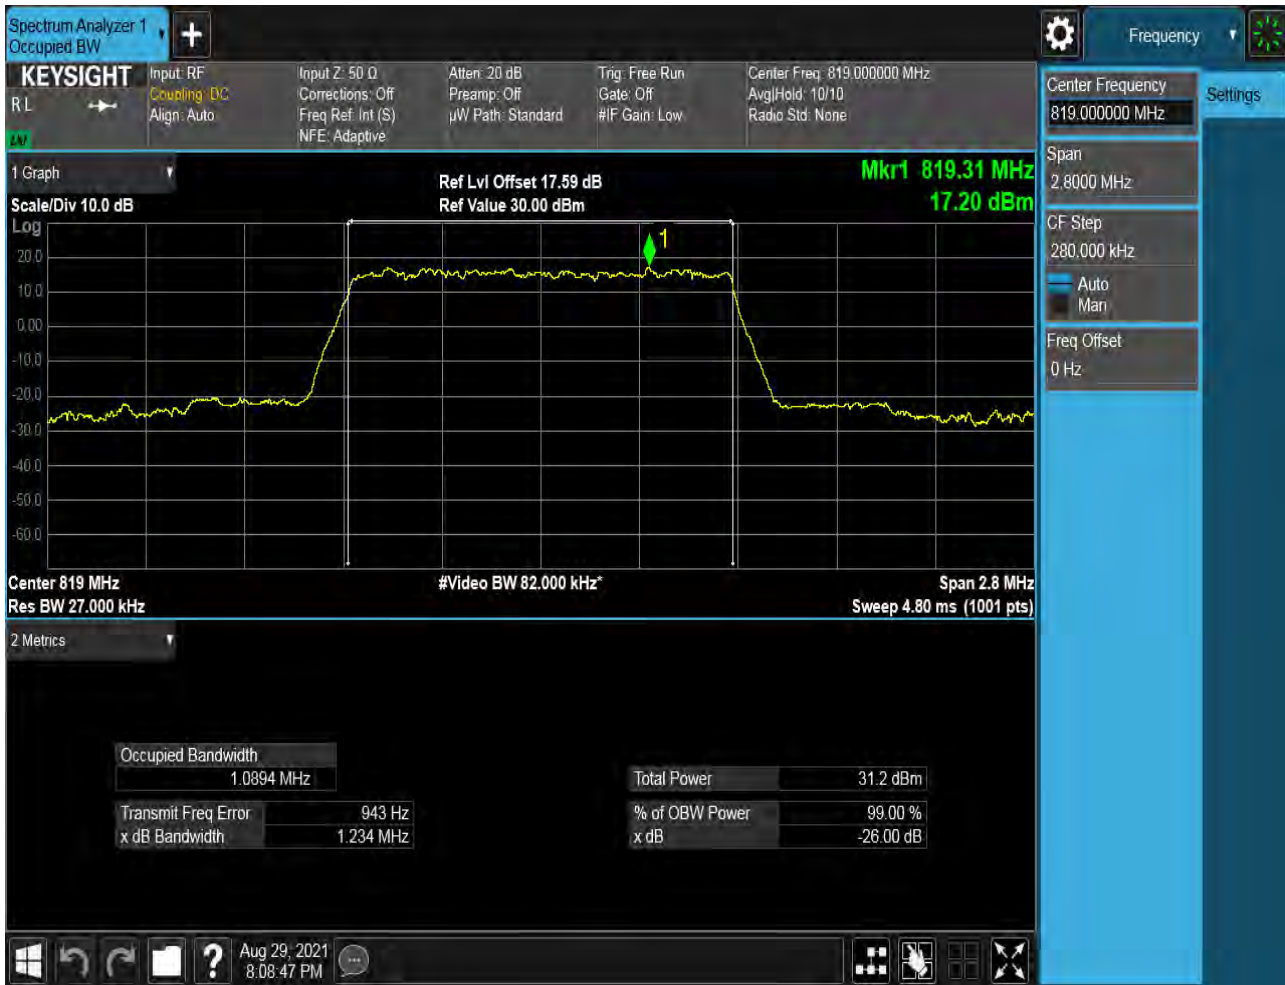 Spectrum Analyzer 1
Occupied BW
Frequency
KEYSIGHT
R L
LXI
Input: RF
Coupling: DC
Align: Auto
Input Z: 50 Ω
Corrections: Off
Freq Ref: Int (S)
NFE: Adaptive
Atten: 20 dB
Preamp: Off
µW Path: Standard
Trig: Free Run
Gate: Off
#IF Gain: Low
Center Freq: 819.000000 MHz
Avg|Hold: 10/10
Radio Std: None
Center Frequency
819.000000 MHz
Settings
Span
2.8000 MHz
CF Step
280.000 kHz
Auto
Man
Freq Offset
0 Hz
1 Graph
Scale/Div 10.0 dB
Ref Lvl Offset 17.59 dB
Ref Value 30.00 dBm
Mkr1 819.31 MHz
17.20 dBm
Log
20.0
10.0
0.00
-10.0
-20.0
-30.0
-40.0
-50.0
-60.0
1
Center 819 MHz
Res BW 27.000 kHz
#Video BW 82.000 kHz*
Span 2.8 MHz
Sweep 4.80 ms (1001 pts)
2 Metrics
Occupied Bandwidth
1.0894 MHz
Transmit Freq Error 943 Hz
x dB Bandwidth 1.234 MHz
Total Power 31.2 dBm
% of OBW Power 99.00 %
x dB -26.00 dB
?
Aug 29, 2021
8:08:47 PM